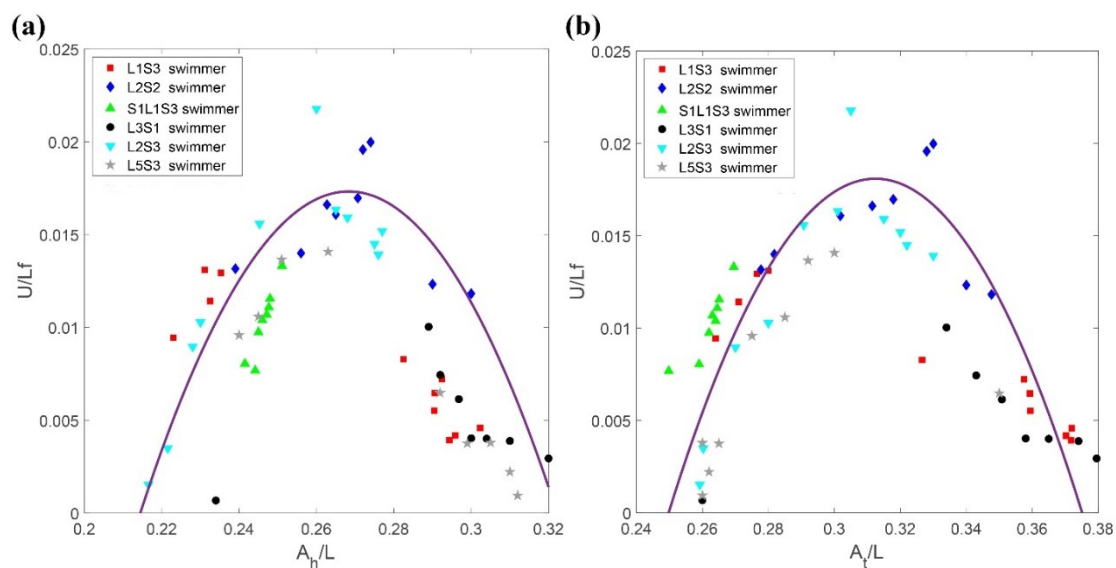 (a)
0.025
0.02
0.015
0.01
0.005
0
U/Lf
L1S3 swimmer
L2S2 swimmer
S1L1S3 swimmer
L3S1 swimmer
L2S3 swimmer
L5S3 swimmer
0.2 0.22 0.24 0.26 0.28 0.3 0.32
A_h/L
(b)
0.025
0.02
0.015
0.01
0.005
0
U/Lf
L1S3 swimmer
L2S2 swimmer
S1L1S3 swimmer
L3S1 swimmer
L2S3 swimmer
L5S3 swimmer
0.24 0.26 0.28 0.3 0.32 0.34 0.36 0.38
A_t/L